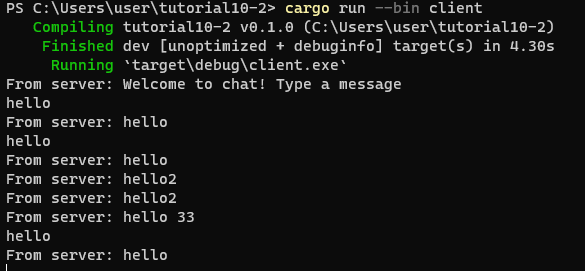 PS C:\Users\user\tutorial10-2> cargo run --bin client
   Compiling tutorial10-2 v0.1.0 (C:\Users\user\tutorial10-2)
    Finished dev [unoptimized + debuginfo] target(s) in 4.30s
     Running `target\debug\client.exe`
From server: Welcome to chat! Type a message
hello
From server: hello
hello
From server: hello
From server: hello2
From server: hello2
From server: hello 33
hello
From server: hello